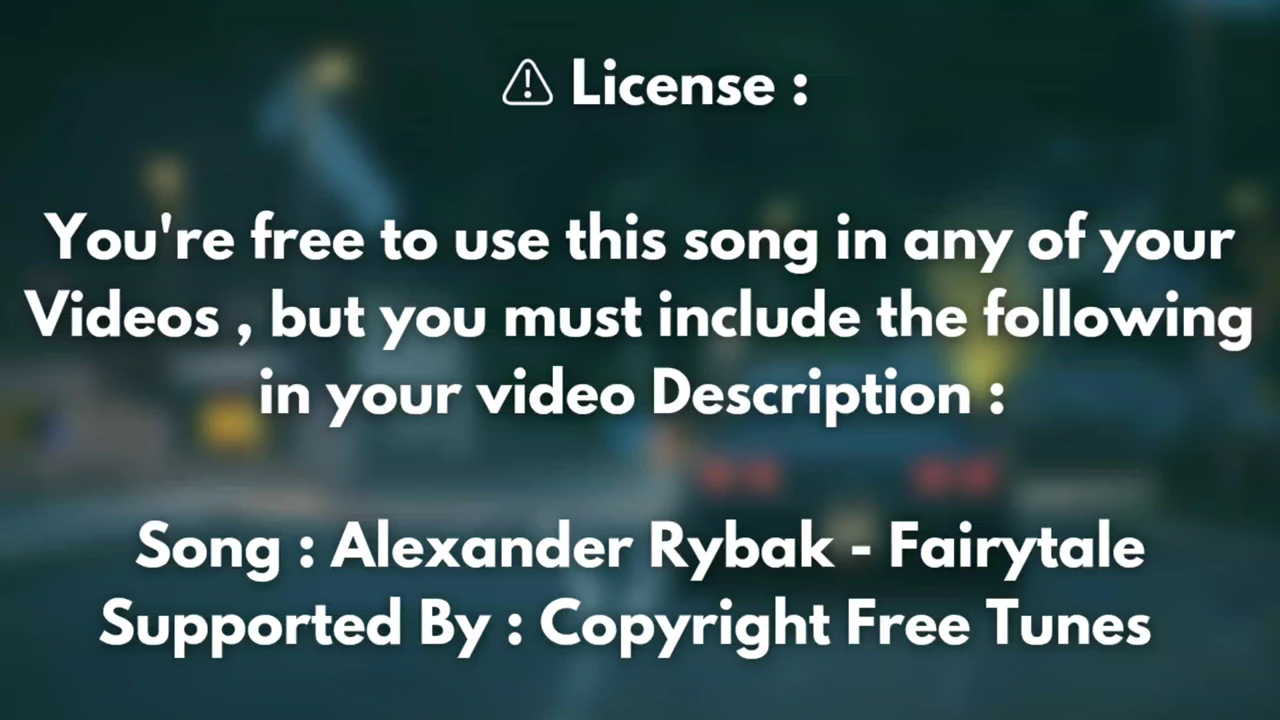 ⚠ License :
You're free to use this song in any of your
Videos , but you must include the following
in your video Description :
Song : Alexander Rybak - Fairytale
Supported By : Copyright Free Tunes